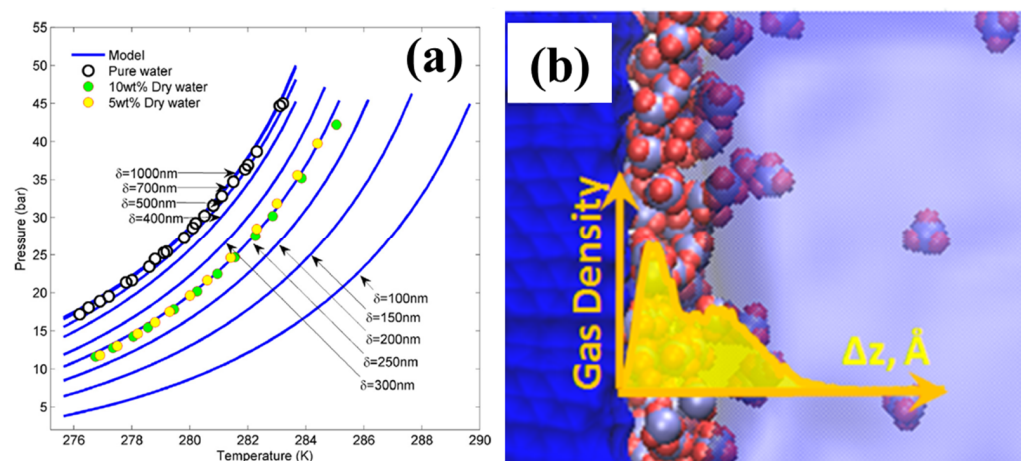 (a)
55
50
45
40
35
30
25
20
15
10
5
Pressure (bar)
Model
Pure water
10wt% Dry water
5wt% Dry water
δ=1000nm
δ=700nm
δ=500nm
δ=400nm
δ=100nm
δ=150nm
δ=200nm
δ=250nm
δ=300nm
276 278 280 282 284 286 288 290
Temperature (K)
(b)
Gas Density
Δz, Å